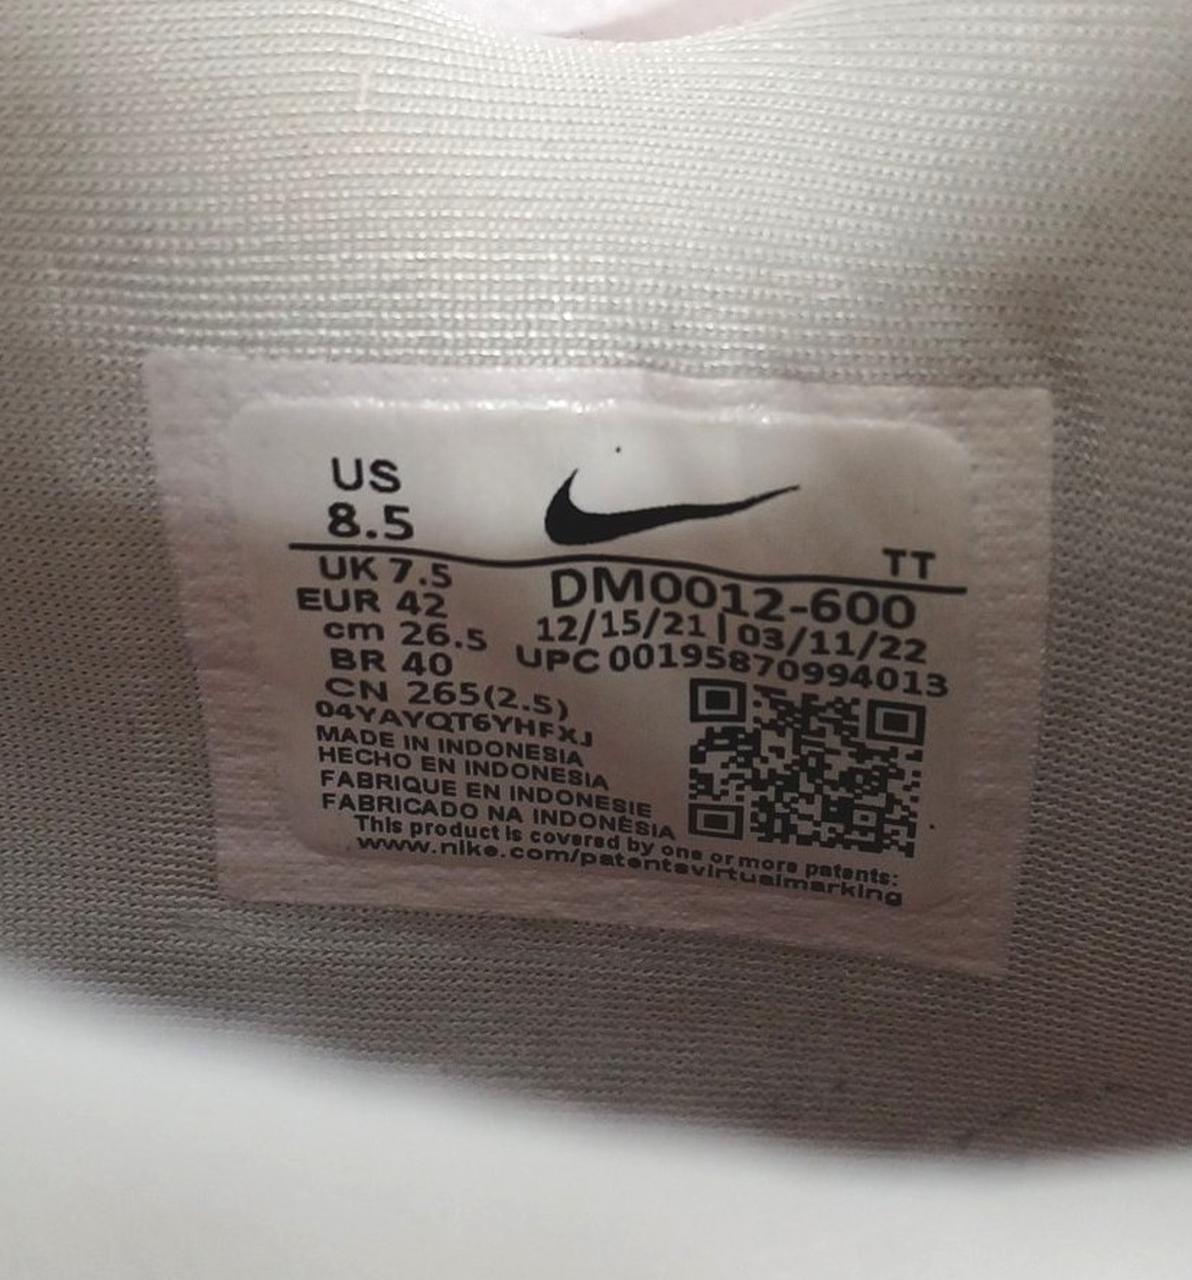 US
8.5
TT
UK 7.5
EUR 42
cm 26.5
BR 40
CN 265(2.5)
DM0012-600
12/15/21 | 03/11/22
UPC 00195870994013
04YAYQT6YHFXJ
MADE IN INDONESIA
HECHO EN INDONESIA
FABRIQUE EN INDONESIE
FABRICADO NA INDONÈSIA
This product is covered by one or more patents:
www.nike.com/patentsvirtualmarking